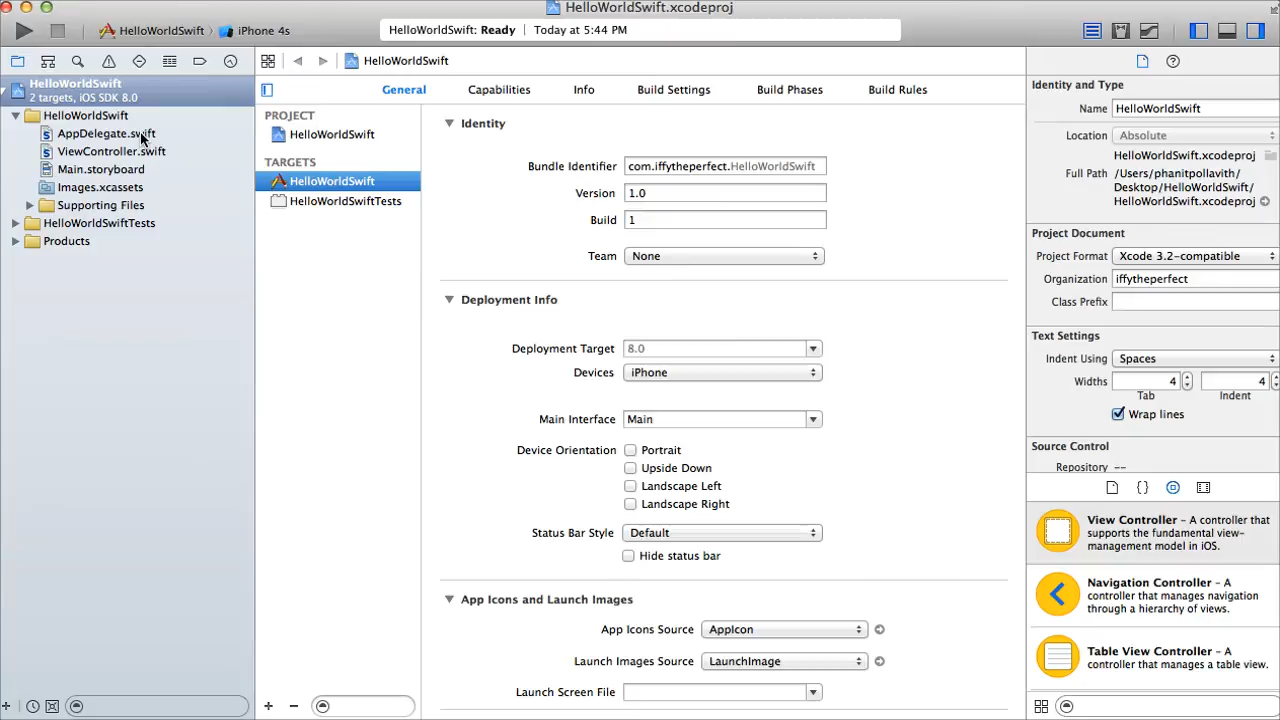 HelloWorldSwift.xcodeproj
HelloWorldSwift
iPhone 4s
HelloWorldSwift: Ready
Today at 5:44 PM
HelloWorldSwift
2 targets, iOS SDK 8.0
HelloWorldSwift
AppDelegate.swift
ViewController.swift
Main.storyboard
Images.xcassets
Supporting Files
HelloWorldSwiftTests
Products
HelloWorldSwift
General
Capabilities
Info
Build Settings
Build Phases
Build Rules
PROJECT
HelloWorldSwift
TARGETS
HelloWorldSwift
HelloWorldSwiftTests
Identity
Bundle Identifier com.iffytheperfect.HelloWorldSwift
Version 1.0
Build 1
Team None
Deployment Info
Deployment Target 8.0
Devices iPhone
Main Interface Main
Device Orientation Portrait
Upside Down
Landscape Left
Landscape Right
Status Bar Style Default
Hide status bar
App Icons and Launch Images
App Icons Source AppIcon
Launch Images Source LaunchImage
Launch Screen File
Identity and Type
Name HelloWorldSwift
Location Absolute
HelloWorldSwift.xcodeproj
Full Path /Users/phanitpollavith/
Desktop/HelloWorldSwift/
HelloWorldSwift.xcodeproj
Project Document
Project Format Xcode 3.2-compatible
Organization iffytheperfect
Class Prefix
Text Settings
Indent Using Spaces
Widths 4 4
Tab Indent
Wrap lines
Source Control
Repository --
{ }
View Controller – A controller that
supports the fundamental view-
management model in iOS.
Navigation Controller – A
controller that manages navigation
through a hierarchy of views.
Table View Controller – A
controller that manages a table view.